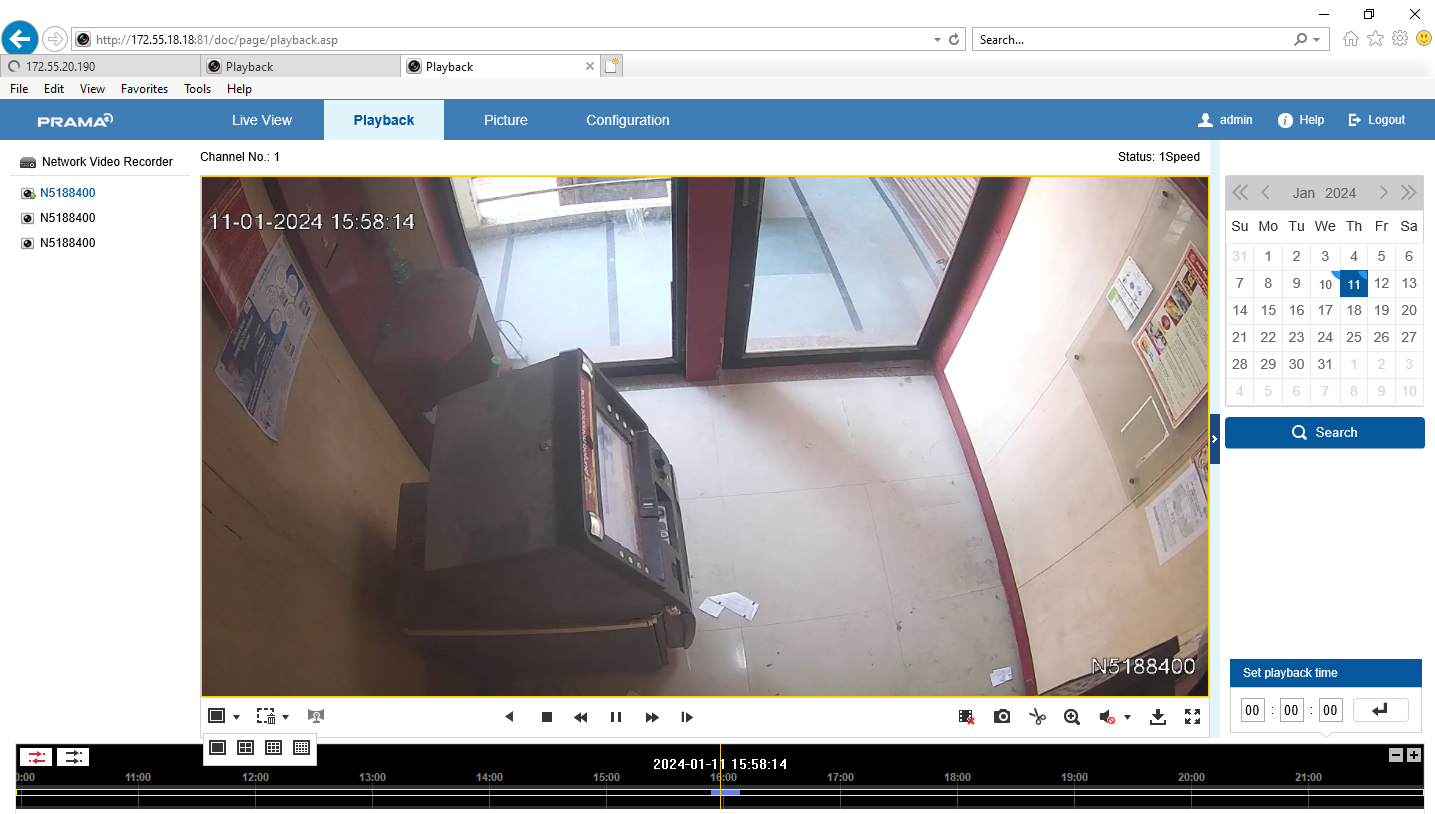 http://172.55.18.18:81/doc/page/playback.asp
Search...
172.55.20.190
Playback
Playback
File Edit View Favorites Tools Help
PRAMA
Live View
Playback
Picture
Configuration
admin
Help
Logout
Network Video Recorder
Channel No.: 1
Status: 1Speed
N5188400
N5188400
N5188400
11-01-2024 15:58:14
N5188400
Jan 2024
Su Mo Tu We Th Fr Sa
31 1 2 3 4 5 6
7 8 9 10 11 12 13
14 15 16 17 18 19 20
21 22 23 24 25 26 27
28 29 30 31 1 2 3
4 5 6 7 8 9 10
Search
Set playback time
00 : 00 : 00
2024-01-11 15:58:14
0:00 11:00 12:00 13:00 14:00 15:00 16:00 17:00 18:00 19:00 20:00 21:00